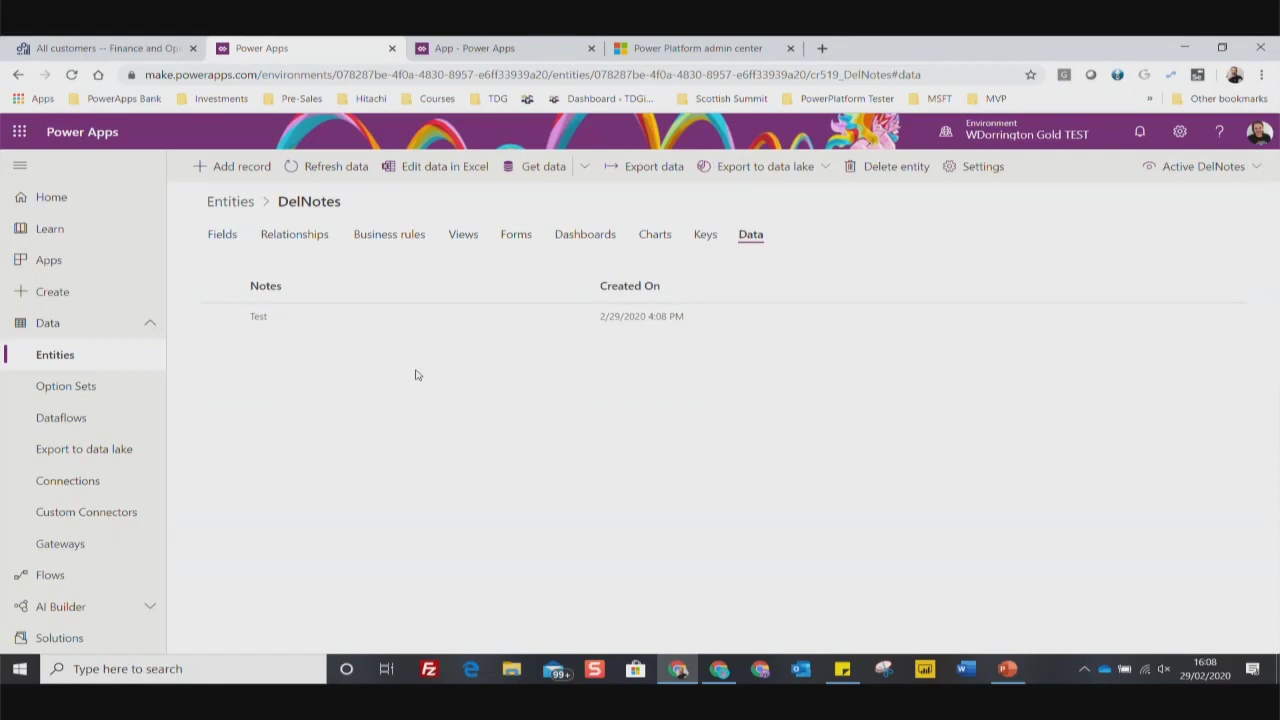 All customers -- Finance and Op
Power Apps
App - Power Apps
Power Platform admin center
make.powerapps.com/environments/078287be-4f0a-4830-8957-e6ff33939a20/entities/078287be-4f0a-4830-8957-e6ff33939a20/cr519_DelNotes#data
Apps
PowerApps Bank
Investments
Pre-Sales
Hitachi
Courses
TDG
Dashboard ‹ TDGi...
Scottish Summit
PowerPlatform Tester
MSFT
MVP
»
Other bookmarks
Power Apps
Environment
WDorrington Gold TEST
?
Add record
Refresh data
Edit data in Excel
Get data
Export data
Export to data lake
Delete entity
Settings
Active DelNotes
Home
Learn
Apps
Create
Data
Entities
Option Sets
Dataflows
Export to data lake
Connections
Custom Connectors
Gateways
Flows
AI Builder
Solutions
Entities > DelNotes
Fields
Relationships
Business rules
Views
Forms
Dashboards
Charts
Keys
Data
Notes
Created On
Test
2/29/2020 4:08 PM
Type here to search
99+
16:08
29/02/2020